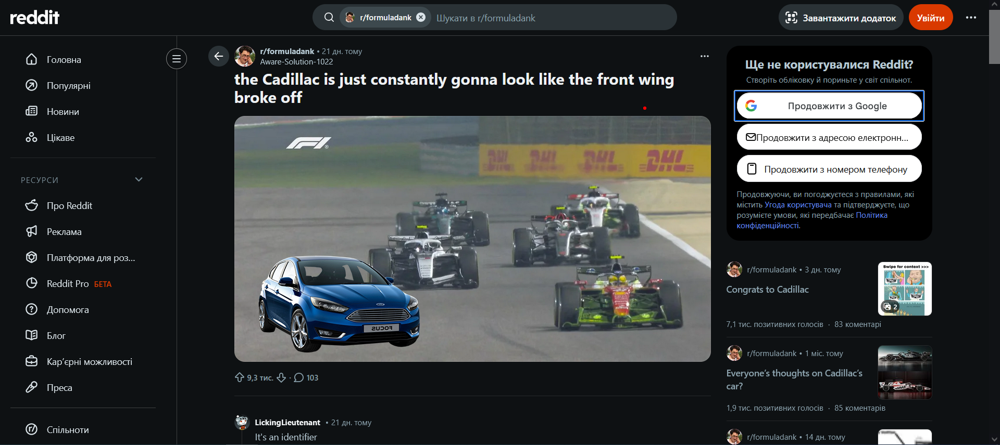 reddit
r/formuladank
Шукати в r/formuladank
Завантажити додаток
Увійти
Головна
Популярні
Новини
Цікаве
РЕСУРСИ
Про Reddit
Реклама
Платформа для роз...
Reddit Pro БЕТА
Допомога
Блог
Кар’єрні можливості
Преса
Спільноти
r/formuladank • 21 дн. тому
Aware-Solution-1022
the Cadillac is just constantly gonna look like the front wing
broke off
F1
DHL DHL DHL DHL
FOCUS
9,3 тис. · 103
LickingLieutenant • 21 дн. тому
It's an identifier
Ще не користувалися Reddit?
Створіть обліковку й пориньте у світ спільнот.
Продовжити з Google
Продовжити з адресою електронн...
Продовжити з номером телефону
Продовжуючи, ви погоджуєтеся з правилами, які
містить Угода користувача та підтверджуєте, що
розумієте умови, які передбачає Політика
конфіденційності.
r/formuladank • 3 дн. тому
Congrats to Cadillac
Swipe for context >>>
2
7,1 тис. позитивних голосів · 83 коментарі
r/formuladank • 1 міс. тому
Everyone’s thoughts on Cadillac’s
car?
1,9 тис. позитивних голосів · 85 коментарів
r/formuladank • 14 дн. тому